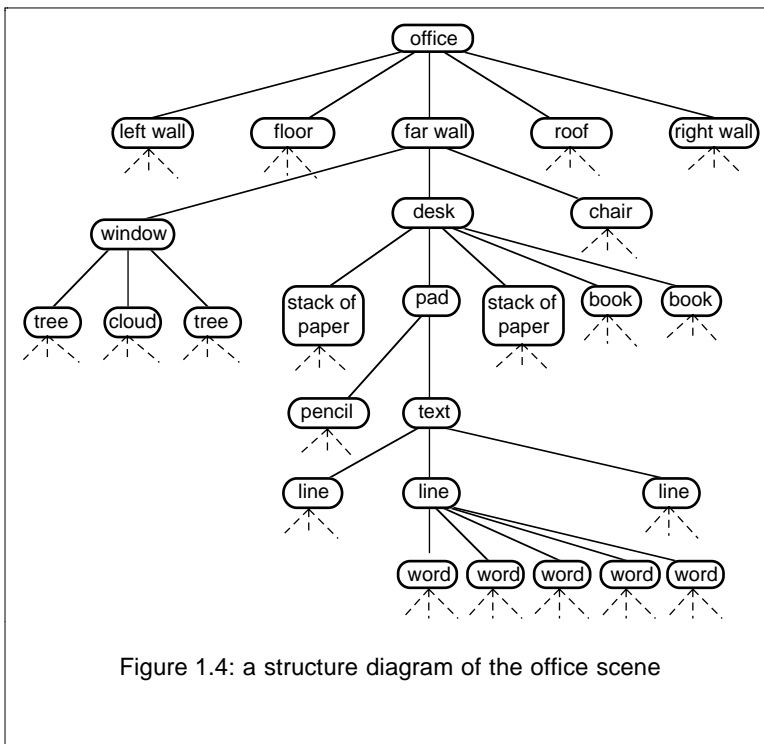 office
left wall floor far wall roof right wall
window desk chair
tree cloud tree
stack of
paper
pad
stack of
paper
book book
pencil text
line line line
word word word word word
Figure 1.4: a structure diagram of the office scene